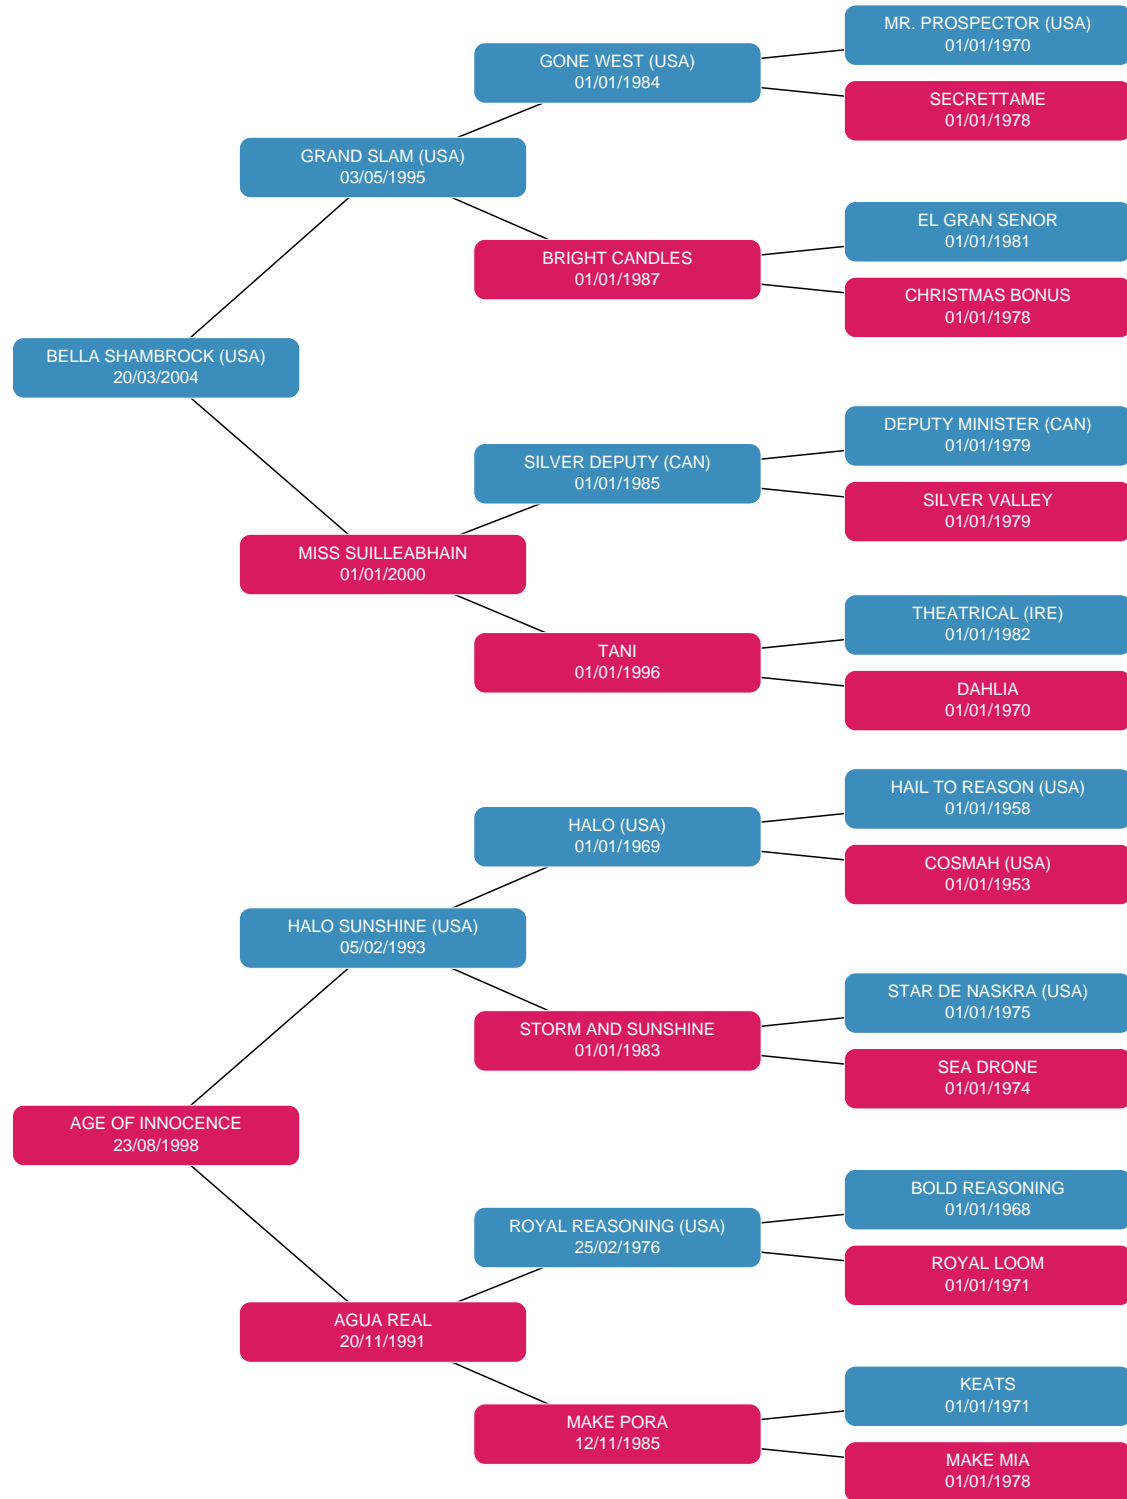 MR. PROSPECTOR (USA)
01/01/1970
GONE WEST (USA)
01/01/1984
SECRETTAME
01/01/1978
GRAND SLAM (USA)
03/05/1995
EL GRAN SENOR
01/01/1981
BRIGHT CANDLES
01/01/1987
CHRISTMAS BONUS
01/01/1978
BELLA SHAMBROCK (USA)
20/03/2004
DEPUTY MINISTER (CAN)
01/01/1979
SILVER DEPUTY (CAN)
01/01/1985
SILVER VALLEY
01/01/1979
MISS SUILLEABHAIN
01/01/2000
THEATRICAL (IRE)
01/01/1982
TANI
01/01/1996
DAHLIA
01/01/1970
HAIL TO REASON (USA)
01/01/1958
HALO (USA)
01/01/1969
COSMAH (USA)
01/01/1953
HALO SUNSHINE (USA)
05/02/1993
STAR DE NASKRA (USA)
01/01/1975
STORM AND SUNSHINE
01/01/1983
SEA DRONE
01/01/1974
AGE OF INNOCENCE
23/08/1998
BOLD REASONING
01/01/1968
ROYAL REASONING (USA)
25/02/1976
ROYAL LOOM
01/01/1971
AGUA REAL
20/11/1991
KEATS
01/01/1971
MAKE PORA
12/11/1985
MAKE MIA
01/01/1978